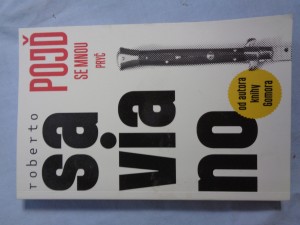 roberto
sa
via
no
POJĎ
SE MNOU
PRYČ
od autora
knihy
Gomora